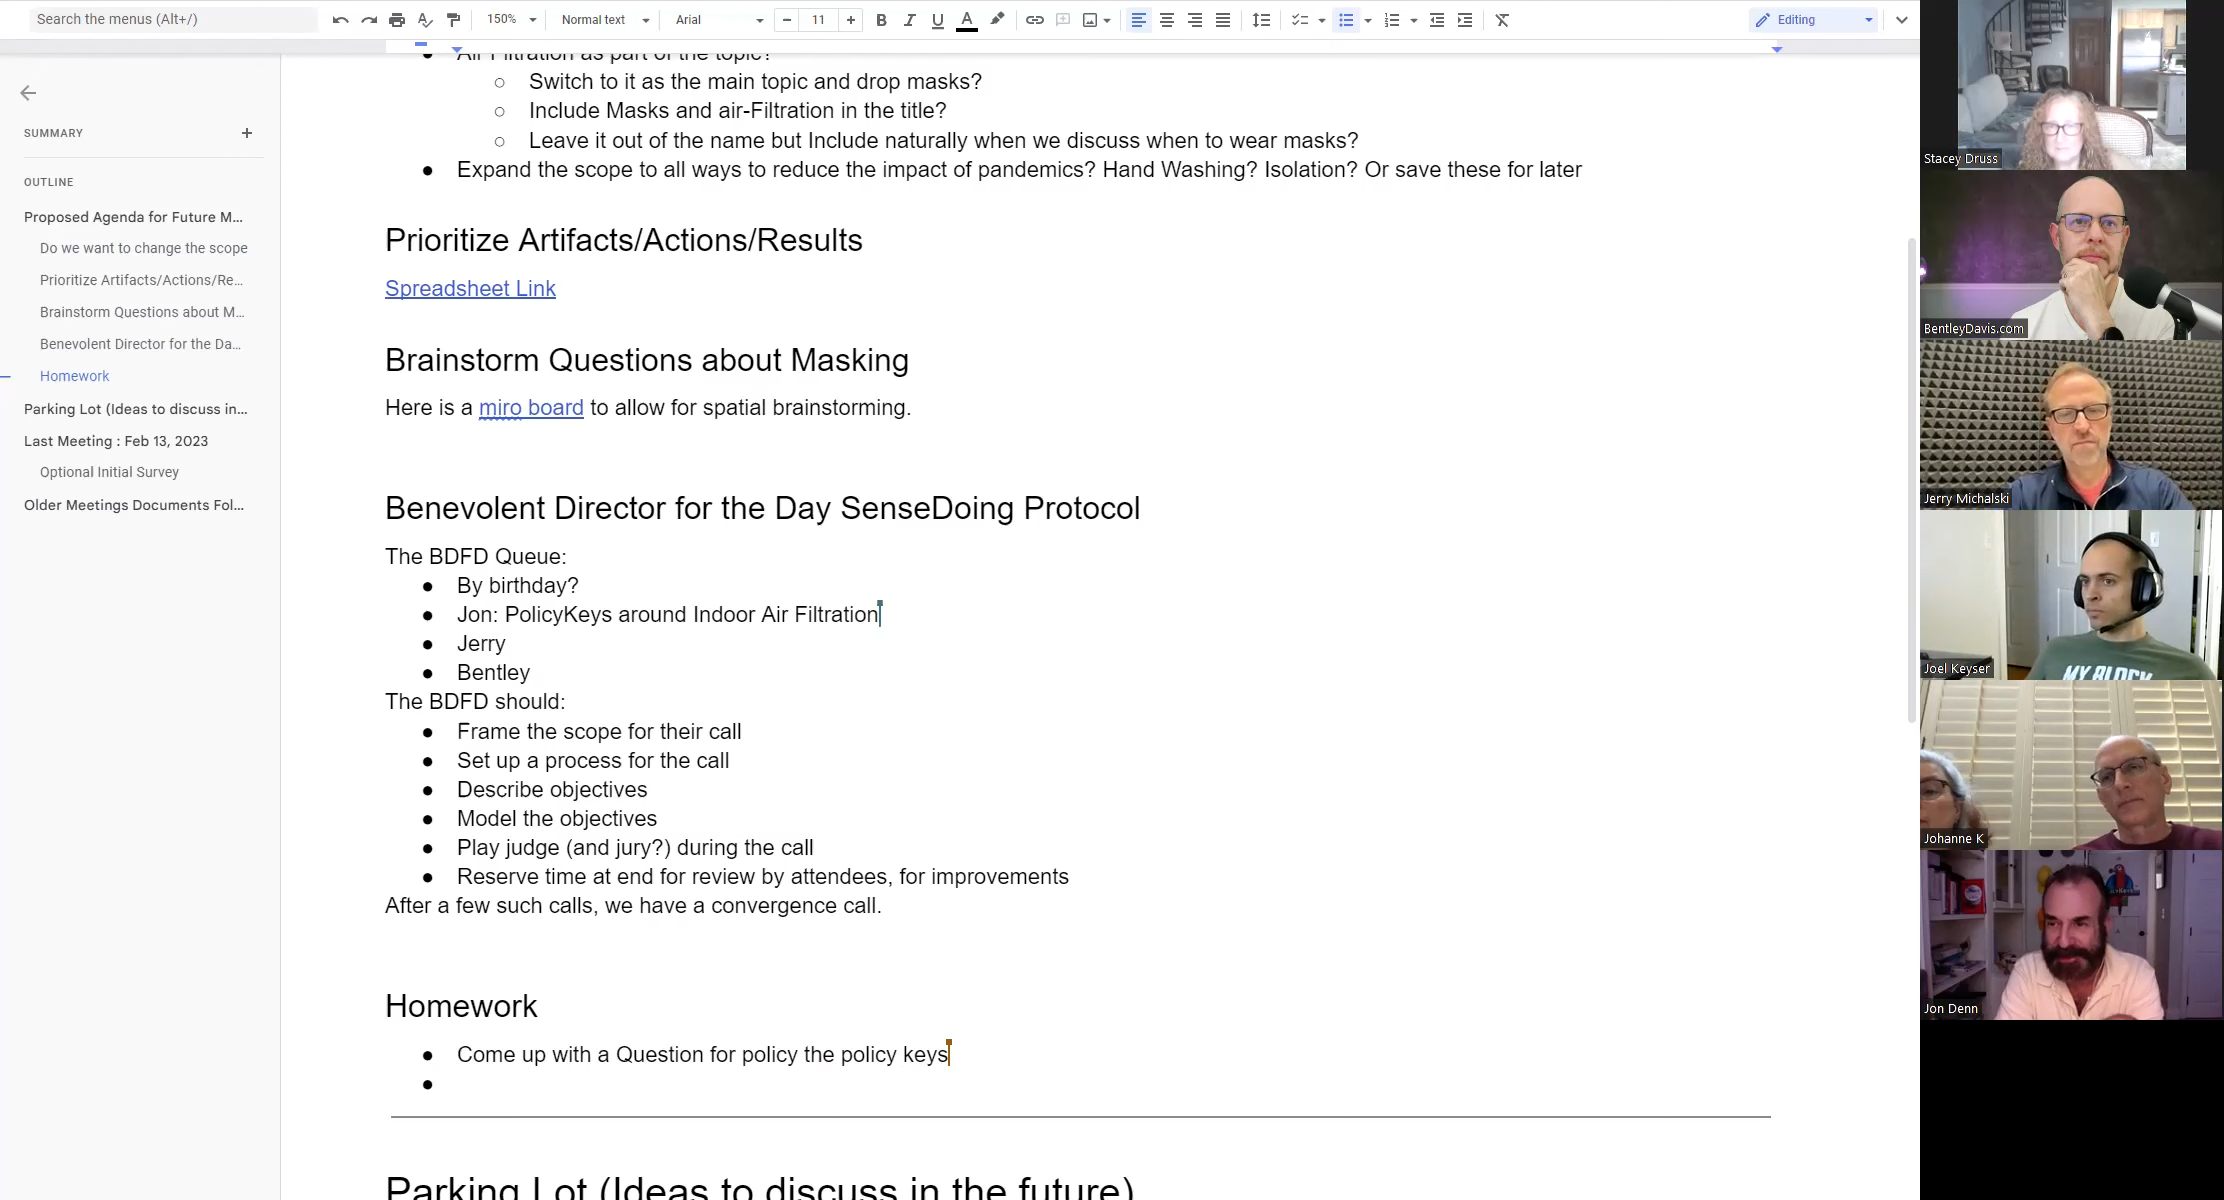 Search the menus (Alt+/)
150%
Normal text
Arial
11
Editing
SUMMARY
OUTLINE
Proposed Agenda for Future M...
Do we want to change the scope
Prioritize Artifacts/Actions/Re...
Brainstorm Questions about M...
Benevolent Director for the Da...
Homework
Parking Lot (Ideas to discuss in...
Last Meeting : Feb 13, 2023
Optional Initial Survey
Older Meetings Documents Fol...
Air Filtration as part of the topic?
Switch to it as the main topic and drop masks?
Include Masks and air-Filtration in the title?
Leave it out of the name but Include naturally when we discuss when to wear masks?
Expand the scope to all ways to reduce the impact of pandemics? Hand Washing? Isolation? Or save these for later
Prioritize Artifacts/Actions/Results
Spreadsheet Link
Brainstorm Questions about Masking
Here is a miro board to allow for spatial brainstorming.
Benevolent Director for the Day SenseDoing Protocol
The BDFD Queue:
By birthday?
Jon: PolicyKeys around Indoor Air Filtration
Jerry
Bentley
The BDFD should:
Frame the scope for their call
Set up a process for the call
Describe objectives
Model the objectives
Play judge (and jury?) during the call
Reserve time at end for review by attendees, for improvements
After a few such calls, we have a convergence call.
Homework
Come up with a Question for policy the policy keys
Parking Lot (Ideas to discuss in the future)
Stacey Druss
BentleyDavis.com
Jerry Michalski
Joel Keyser
MY BLOCK
Johanne K
Jon Denn